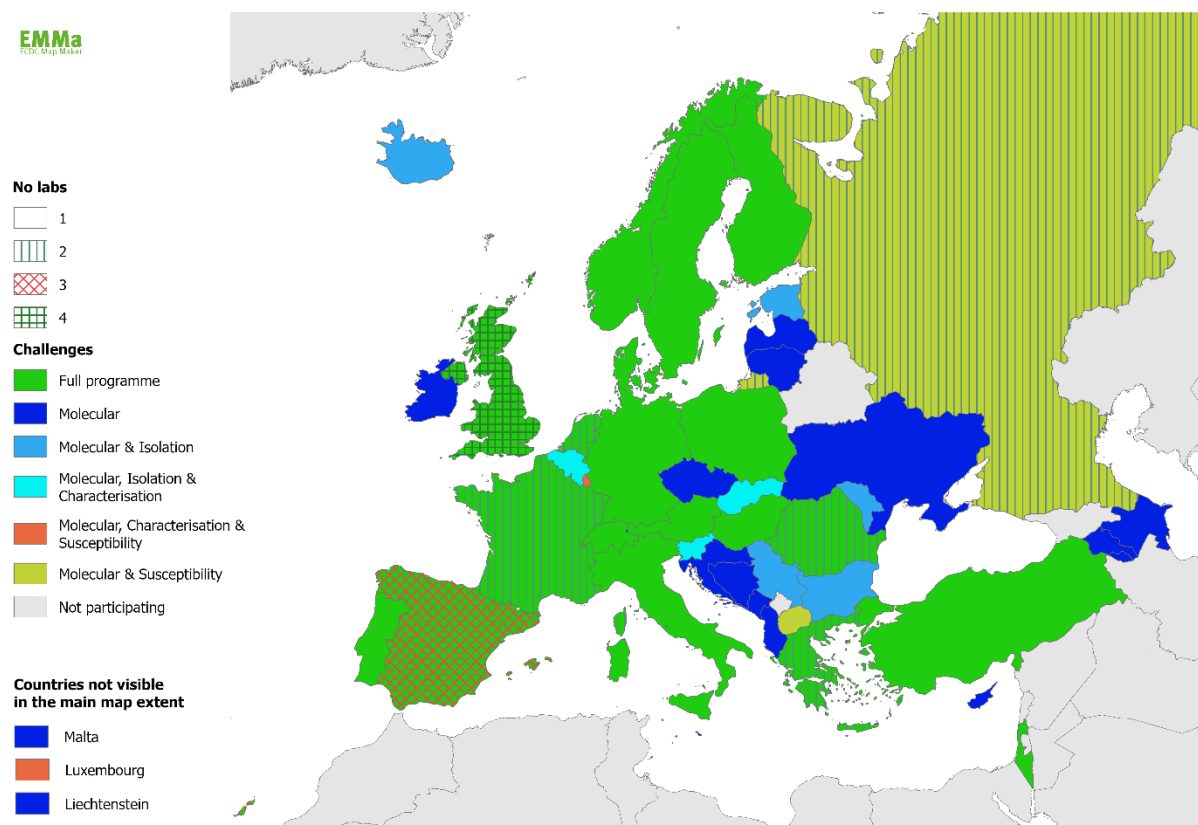 EMMa
ECDC Map Maker
No labs
1
2
3
4
Challenges
Full programme
Molecular
Molecular & Isolation
Molecular, Isolation &
Characterisation
Molecular, Characterisation &
Susceptibility
Molecular & Susceptibility
Not participating
Countries not visible
in the main map extent
Malta
Luxembourg
Liechtenstein